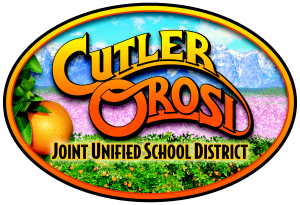 CUTLER
OROSI
JOINT UNIFIED SCHOOL DISTRICT